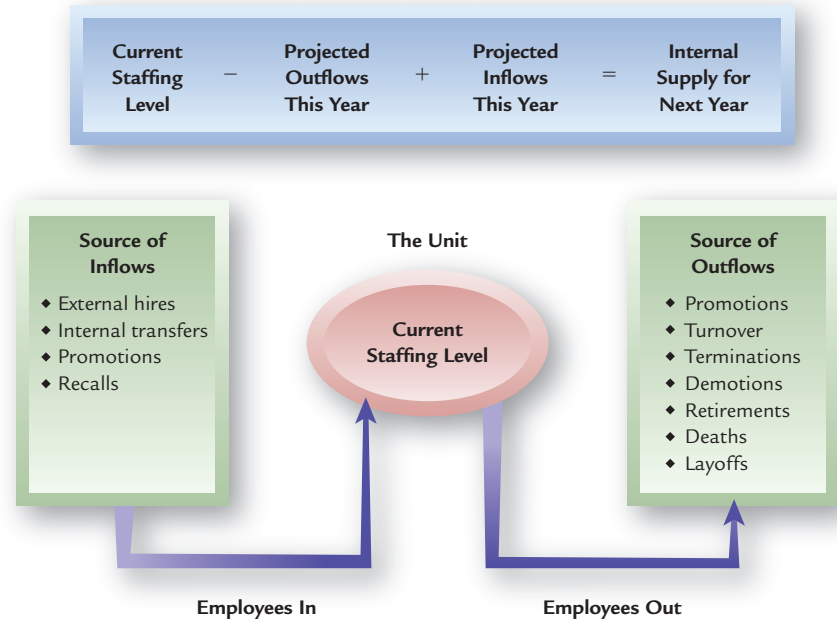 Current
Staffing
Level
–
Projected
Outflows
This Year
+
Projected
Inflows
This Year
=
Internal
Supply for
Next Year
Source of
Inflows
◆ External hires
◆ Internal transfers
◆ Promotions
◆ Recalls
The Unit
Current
Staffing Level
Source of
Outflows
◆ Promotions
◆ Turnover
◆ Terminations
◆ Demotions
◆ Retirements
◆ Deaths
◆ Layoffs
Employees In
Employees Out